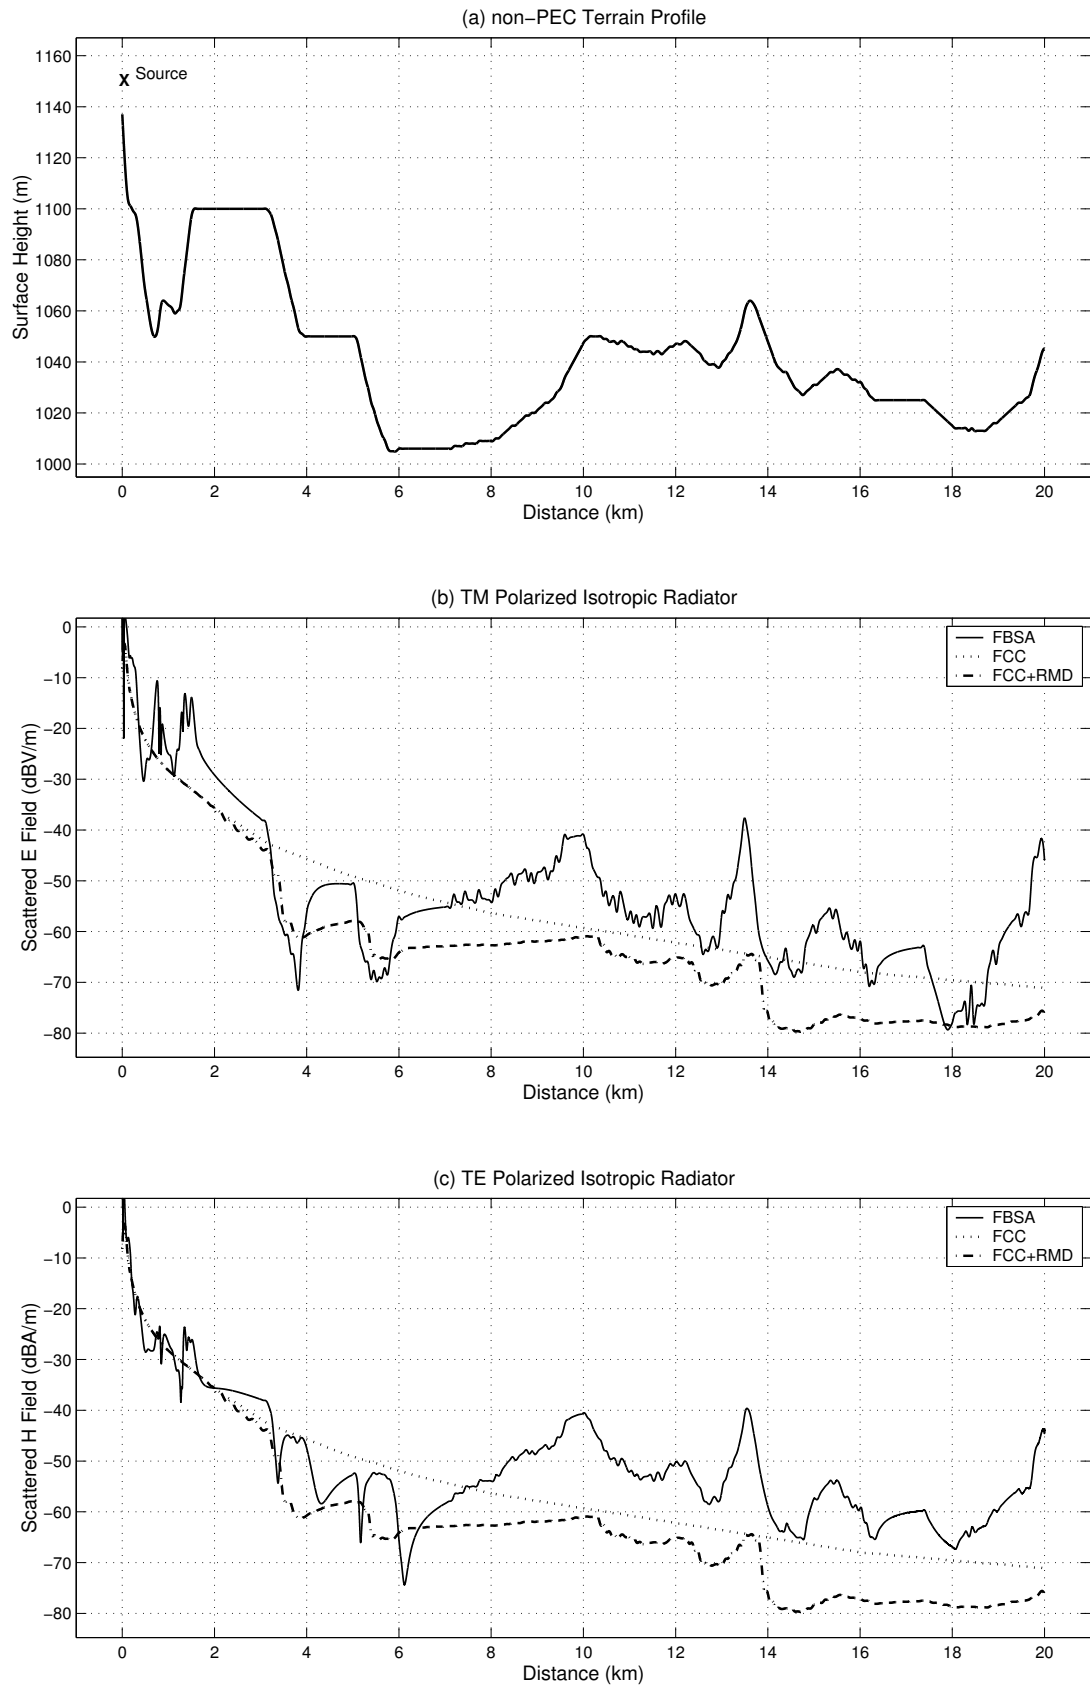 (a) non−PEC Terrain Profile
1160
x Source
1140
1120
1100
1080
1060
1040
1020
1000
Surface Height (m)
0 2 4 6 8 10 12 14 16 18 20
Distance (km)
(b) TM Polarized Isotropic Radiator
0
−10
−20
−30
−40
−50
−60
−70
−80
Scattered E Field (dBV/m)
FBSA
FCC
FCC+RMD
0 2 4 6 8 10 12 14 16 18 20
Distance (km)
(c) TE Polarized Isotropic Radiator
0
−10
−20
−30
−40
−50
−60
−70
−80
Scattered H Field (dBA/m)
FBSA
FCC
FCC+RMD
0 2 4 6 8 10 12 14 16 18 20
Distance (km)